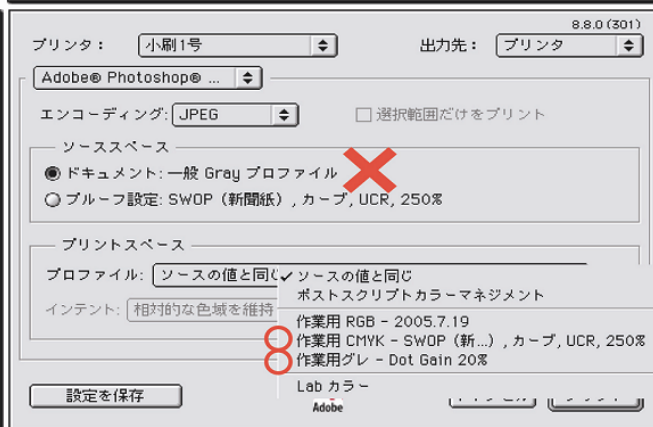 8.8.0 (301)
プリンタ： 小刷1号 出力先： プリンタ
Adobe® Photoshop® ...
エンコーディング: JPEG 選択範囲だけをプリント
ソーススペース
ドキュメント: 一般 Gray プロファイル
プルーフ設定: SWOP（新聞紙）, カーブ, UCR, 250%
プリントスペース
プロファイル: ソースの値と同じ ✓ソースの値と同じ
ポストスクリプトカラーマネジメント
インテント: 相対的な色域を維持
作業用 RGB - 2005.7.19
作業用 CMYK - SWOP（新...）, カーブ, UCR, 250%
作業用グレ - Dot Gain 20%
Lab カラー
設定を保存 Adobe